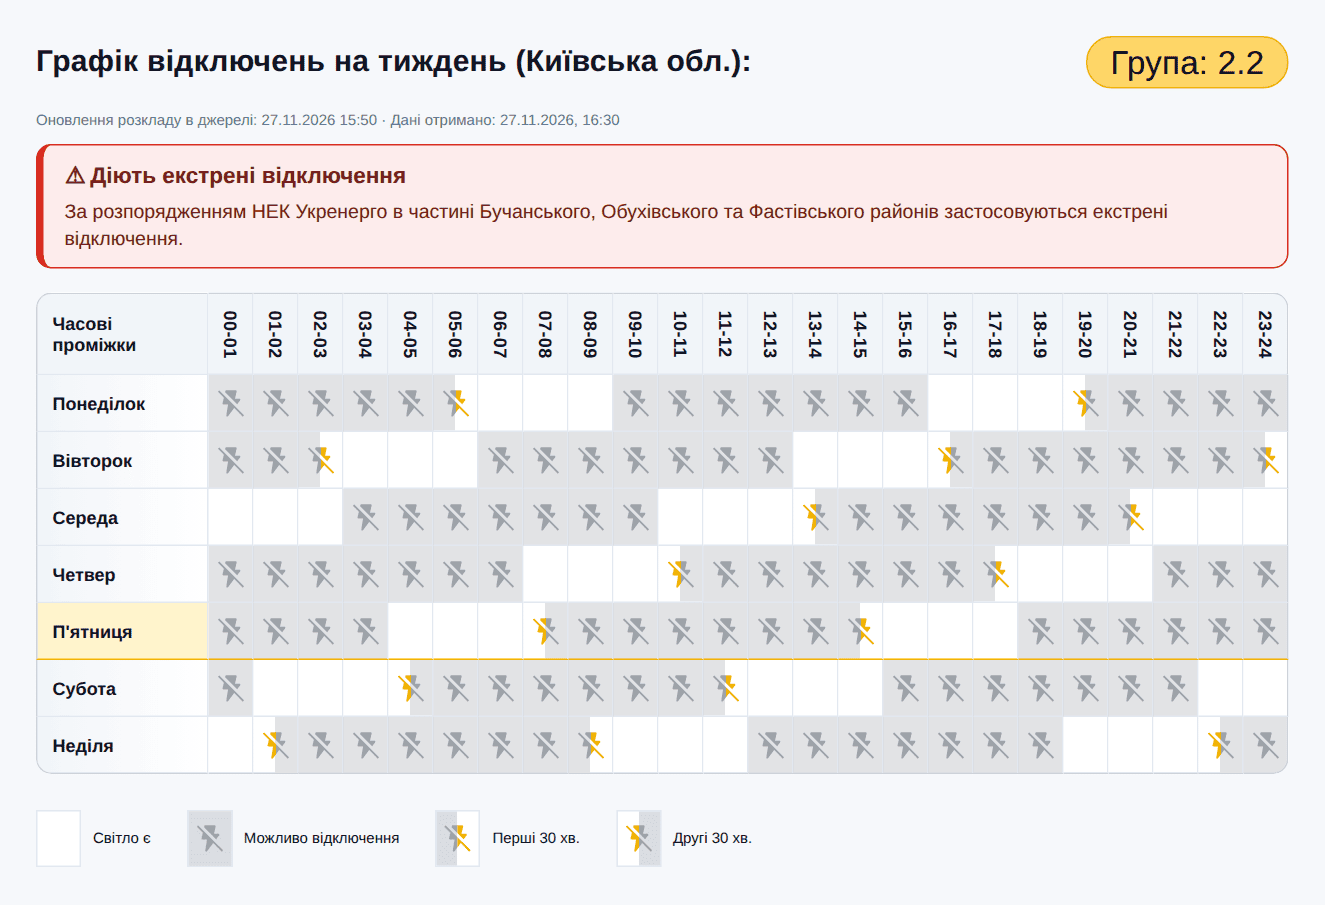 Графік відключень на тиждень (Київська обл.):
Група: 2.2
Оновлення розкладу в джерелі: 27.11.2026 15:50 · Дані отримано: 27.11.2026, 16:30
⚠ Діють екстрені відключення
За розпорядженням НЕК Укренерго в частині Бучанського, Обухівського та Фастівського районів застосовуються екстрені
відключення.
Часові
проміжки
00-01
01-02
02-03
03-04
04-05
05-06
06-07
07-08
08-09
09-10
10-11
11-12
12-13
13-14
14-15
15-16
16-17
17-18
18-19
19-20
20-21
21-22
22-23
23-24
Понеділок
Вівторок
Середа
Четвер
П'ятниця
Субота
Неділя
Світло є
Можливо відключення
Перші 30 хв.
Другі 30 хв.